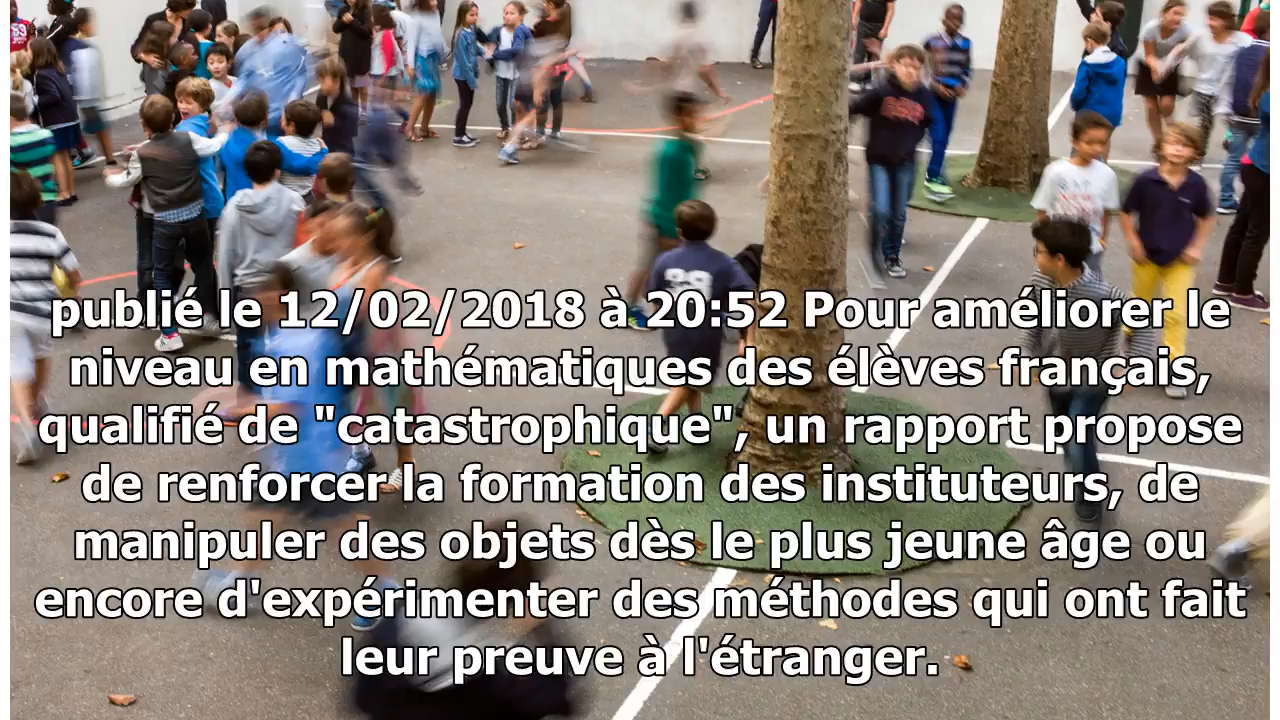 publié le 12/02/2018 à 20:52 Pour améliorer le
niveau en mathématiques des élèves français,
qualifié de "catastrophique", un rapport propose
de renforcer la formation des instituteurs, de
manipuler des objets dès le plus jeune âge ou
encore d'expérimenter des méthodes qui ont fait
leur preuve à l'étranger.